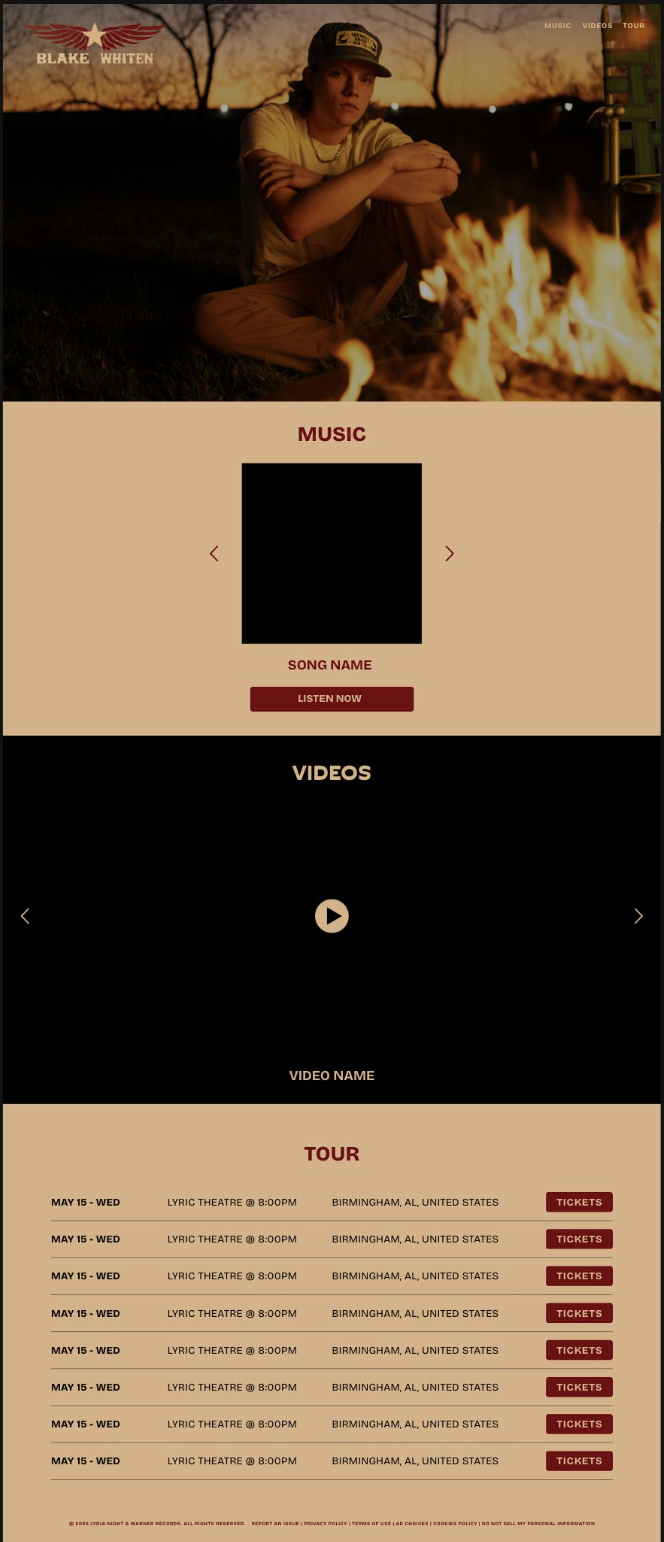 MUSIC VIDEOS TOUR
BLAKE WHITEN
MUSIC
SONG NAME
LISTEN NOW
VIDEOS
VIDEO NAME
TOUR
MAY 15 - WED LYRIC THEATRE @ 8:00PM BIRMINGHAM, AL, UNITED STATES TICKETS
MAY 15 - WED LYRIC THEATRE @ 8:00PM BIRMINGHAM, AL, UNITED STATES TICKETS
MAY 15 - WED LYRIC THEATRE @ 8:00PM BIRMINGHAM, AL, UNITED STATES TICKETS
MAY 15 - WED LYRIC THEATRE @ 8:00PM BIRMINGHAM, AL, UNITED STATES TICKETS
MAY 15 - WED LYRIC THEATRE @ 8:00PM BIRMINGHAM, AL, UNITED STATES TICKETS
MAY 15 - WED LYRIC THEATRE @ 8:00PM BIRMINGHAM, AL, UNITED STATES TICKETS
MAY 15 - WED LYRIC THEATRE @ 8:00PM BIRMINGHAM, AL, UNITED STATES TICKETS
MAY 15 - WED LYRIC THEATRE @ 8:00PM BIRMINGHAM, AL, UNITED STATES TICKETS
© 2025 LYDIA NIGHT & WARNER RECORDS. ALL RIGHTS RESERVED. REPORT AN ISSUE | PRIVACY POLICY | TERMS OF USE | AD CHOICES | COOKIES POLICY | DO NOT SELL MY PERSONAL INFORMATION